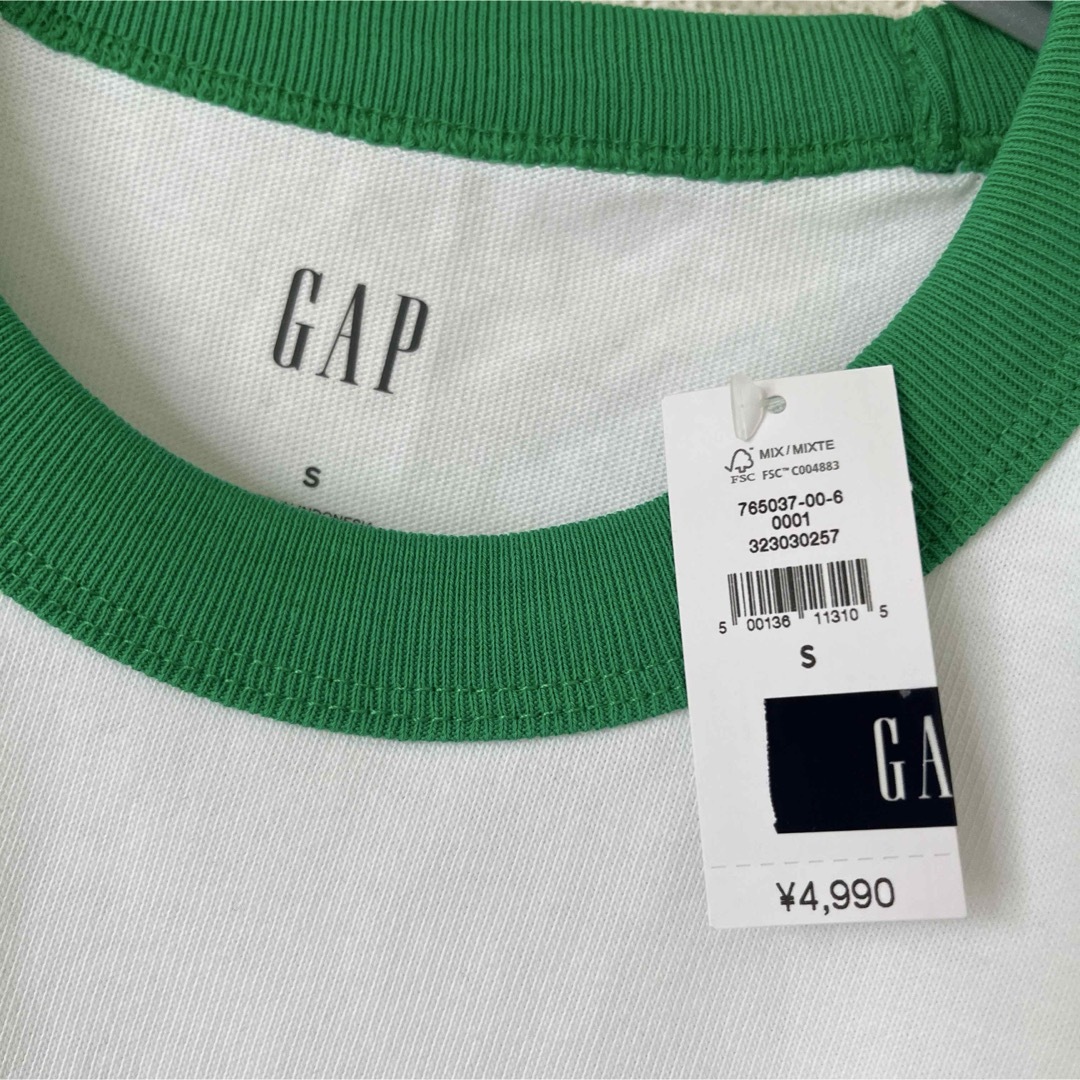 GAP
S
MIX / MIXTE
FSC
FSC™ C004883
765037-00-6
0001
323030257
5 00136 11310 5
S
GA
¥4,990